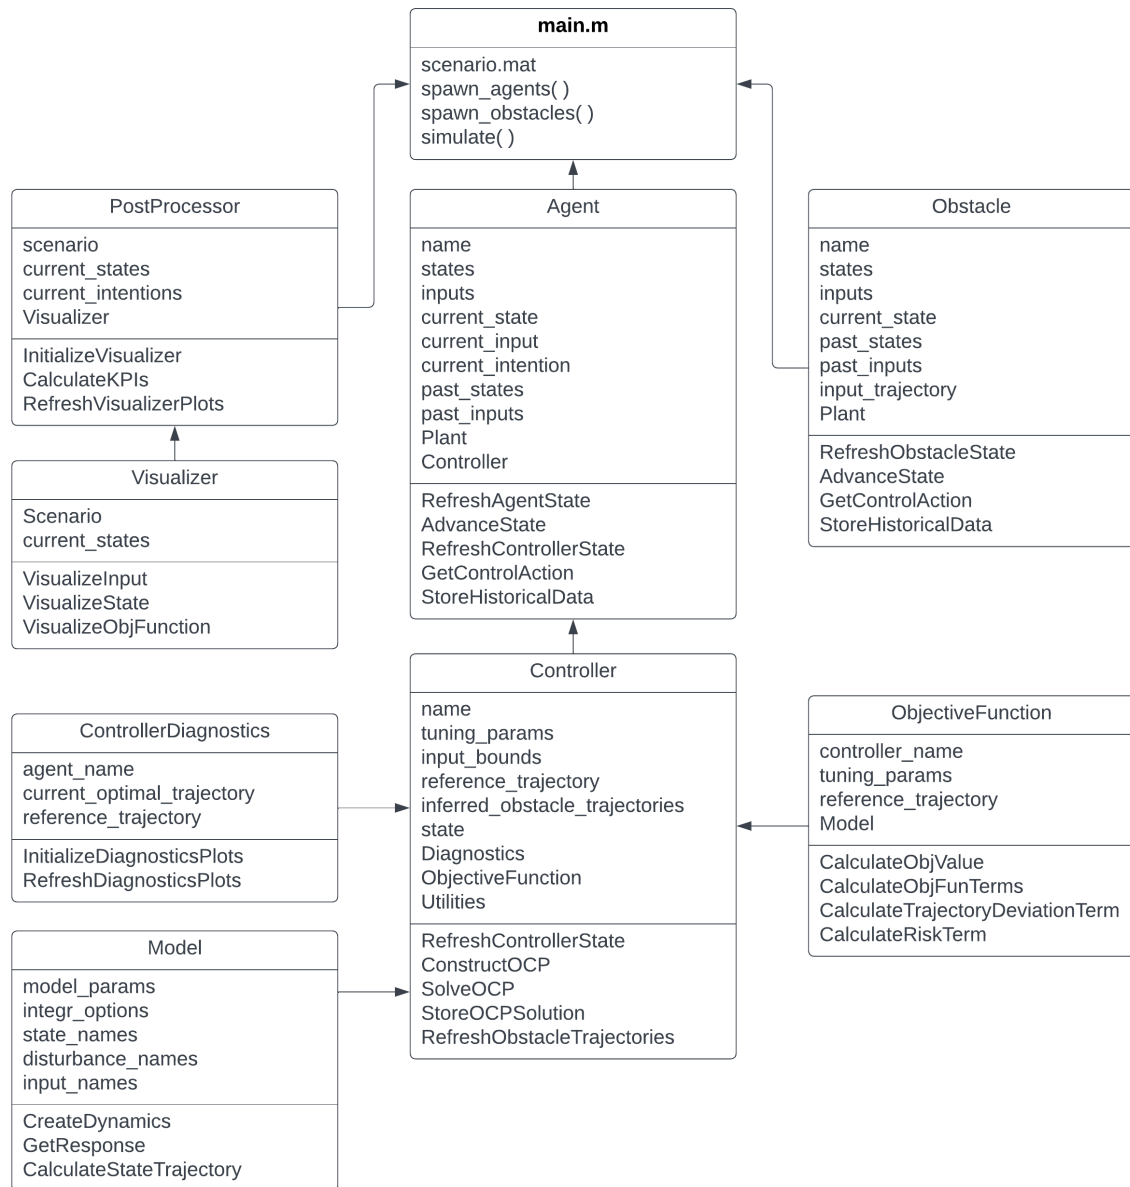 main.m
scenario.mat
spawn_agents( )
spawn_obstacles( )
simulate( )
PostProcessor
scenario
current_states
current_intentions
Visualizer
InitializeVisualizer
CalculateKPIs
RefreshVisualizerPlots
Agent
name
states
inputs
current_state
current_input
current_intention
past_states
past_inputs
Plant
Controller
RefreshAgentState
AdvanceState
RefreshControllerState
GetControlAction
StoreHistoricalData
Obstacle
name
states
inputs
current_state
past_states
past_inputs
input_trajectory
Plant
RefreshObstacleState
AdvanceState
GetControlAction
StoreHistoricalData
Visualizer
Scenario
current_states
VisualizeInput
VisualizeState
VisualizeObjFunction
Controller
name
tuning_params
input_bounds
reference_trajectory
inferred_obstacle_trajectories
state
Diagnostics
ObjectiveFunction
Utilities
RefreshControllerState
ConstructOCP
SolveOCP
StoreOCPSolution
RefreshObstacleTrajectories
ControllerDiagnostics
agent_name
current_optimal_trajectory
reference_trajectory
InitializeDiagnosticsPlots
RefreshDiagnosticsPlots
ObjectiveFunction
controller_name
tuning_params
reference_trajectory
Model
CalculateObjValue
CalculateObjFunTerms
CalculateTrajectoryDeviationTerm
CalculateRiskTerm
Model
model_params
integr_options
state_names
disturbance_names
input_names
CreateDynamics
GetResponse
CalculateStateTrajectory